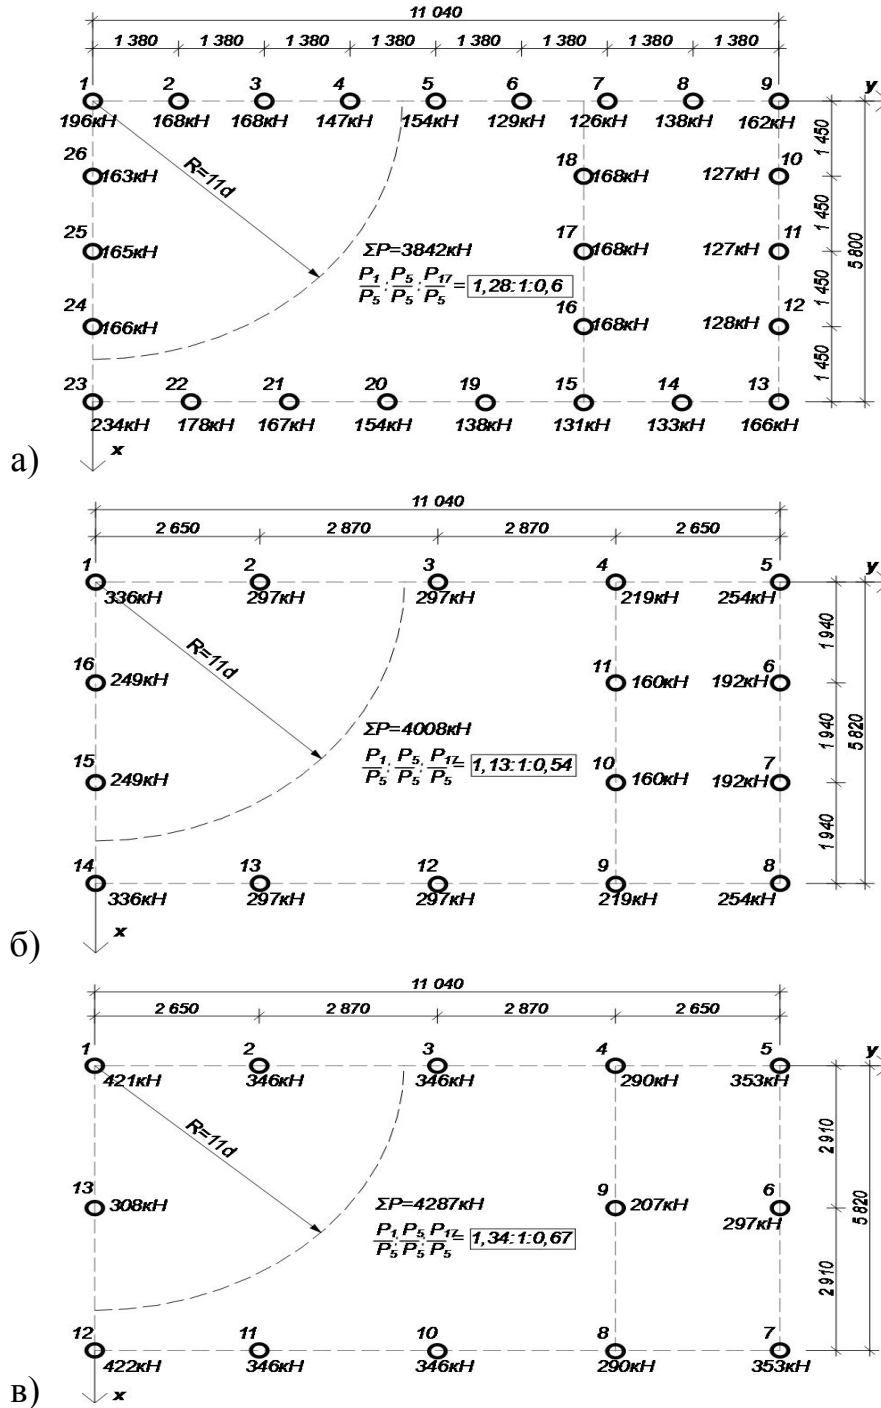 11 040
1 380 1 380 1 380 1 380 1 380 1 380 1 380 1 380
1 2 3 4 5 6 7 8 9 y
196кН 168кН 168кН 147кН 154кН 129кН 126кН 138кН 162кН
1 450
26 18 10
163кН 168кН 127кН
R=11d
1 450
5 800
25 17 11
165кН ΣP=3842кН 168кН 127кН
P1/P5:P5/P5:P17/P5= 1,28:1:0,6
1 450
24 16 12
166кН 168кН 128кН
1 450
23 22 21 20 19 15 14 13
234кН 178кН 167кН 154кН 138кН 131кН 133кН 166кН
x
а)
11 040
2 650 2 870 2 870 2 650
1 2 3 4 5 y
336кН 297кН 297кН 219кН 254кН
1 940
R=11d
16 11 6
249кН 160кН 192кН
1 940
5 820
ΣP=4008кН
P1/P5:P5/P5:P17/P5= 1,13:1:0,54
15 10 7
249кН 160кН 192кН
1 940
14 13 12 9 8
336кН 297кН 297кН 219кН 254кН
x
б)
11 040
2 650 2 870 2 870 2 650
1 2 3 4 5 y
421кН 346кН 346кН 290кН 353кН
2 910
R=11d
13 9 6
308кН ΣP=4287кН 207кН 297кН
5 820
P1/P5:P5/P5:P17/P5= 1,34:1:0,67
2 910
12 11 10 8 7
422кН 346кН 346кН 290кН 353кН
x
в)